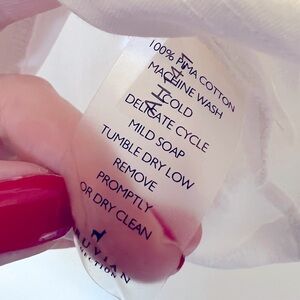 100% PIMA COTTON
MACHINE WASH
COLD
DELICATE CYCLE
MILD SOAP
TUMBLE DRY LOW
REMOVE
PROMPTLY
OR DRY CLEAN